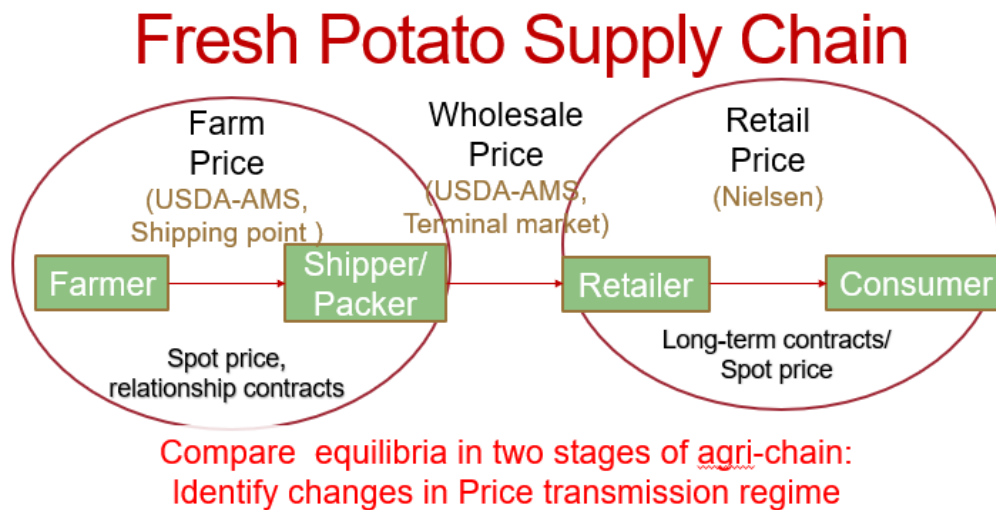 Fresh Potato Supply Chain
Farm
Price
(USDA-AMS,
Shipping point )
Wholesale
Price
(USDA-AMS,
Terminal market)
Retail
Price
(Nielsen)
Farmer
Shipper/
Packer
Retailer
Consumer
Spot price,
relationship contracts
Long-term contracts/
Spot price
Compare equilibria in two stages of agri-chain:
Identify changes in Price transmission regime